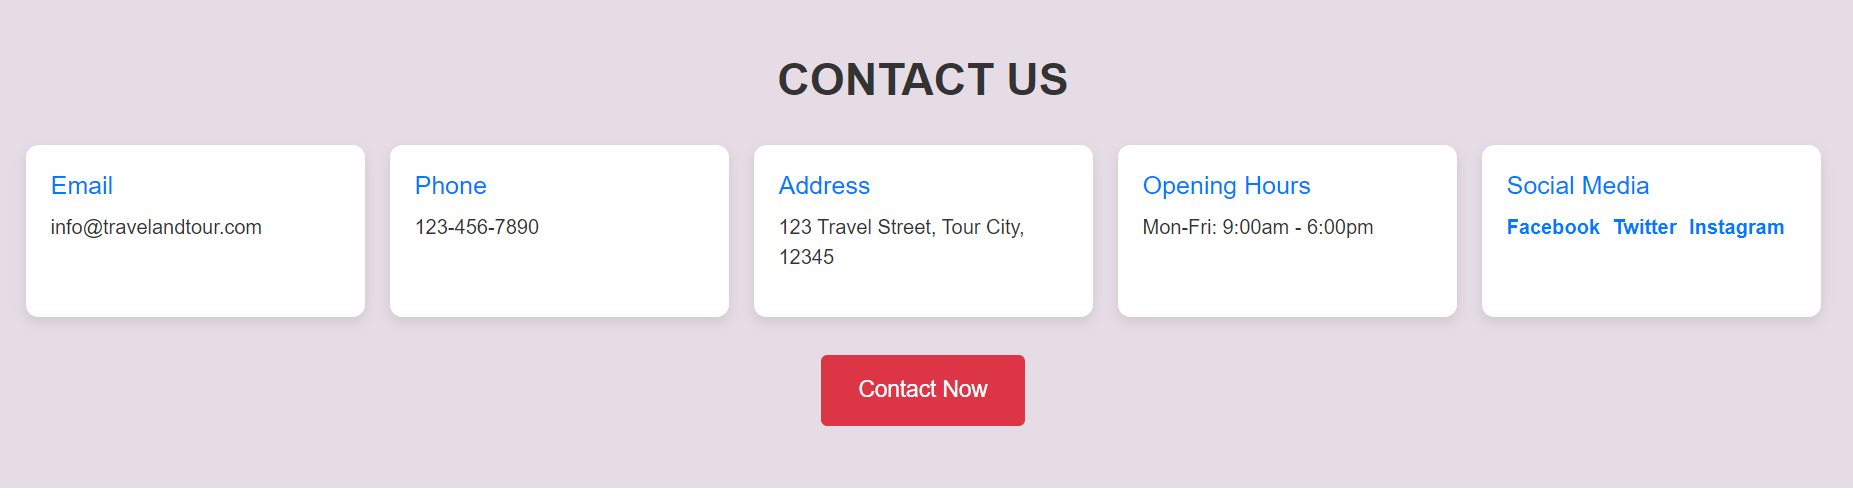 CONTACT US
Email
info@travelandtour.com
Phone
123-456-7890
Address
123 Travel Street, Tour City,
12345
Opening Hours
Mon-Fri: 9:00am - 6:00pm
Social Media
Facebook Twitter Instagram
Contact Now